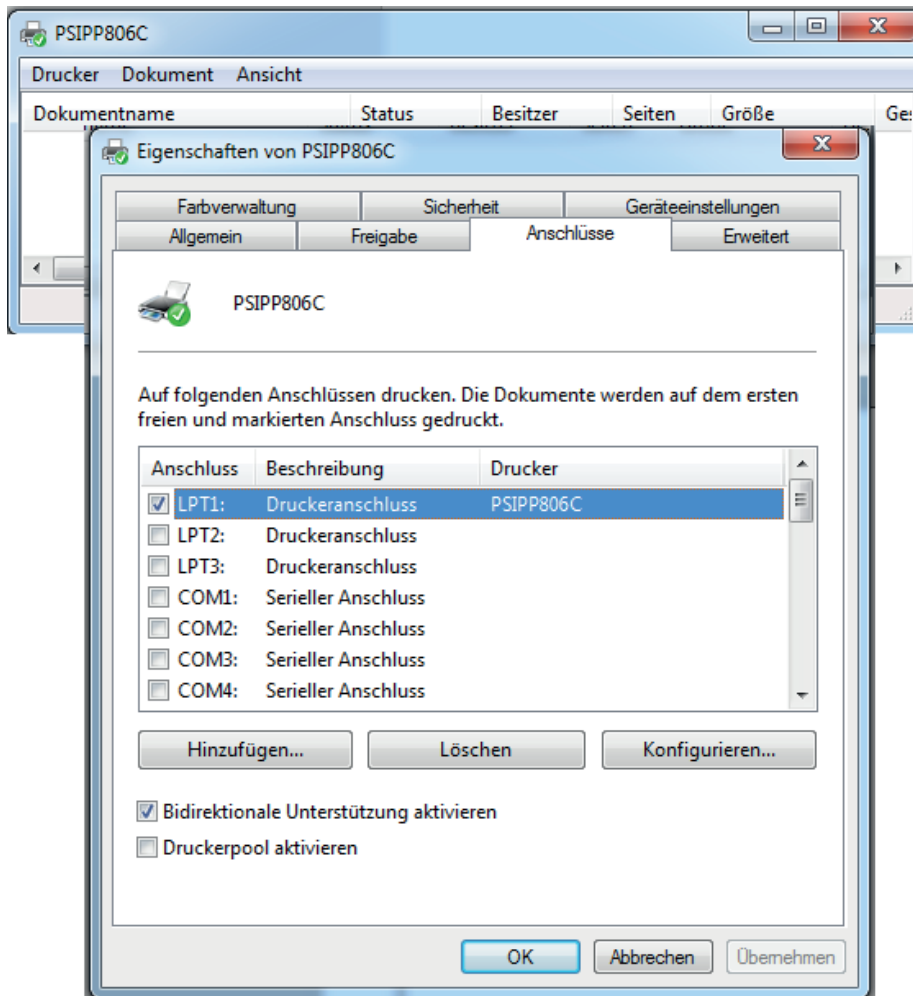 PSIPP806C
Drucker Dokument Ansicht
Dokumentname Status Besitzer Seiten Größe
Eigenschaften von PSIPP806C
Farbverwaltung Sicherheit Geräteeinstellungen
Allgemein Freigabe Anschlüsse Erweitert
PSIPP806C
Auf folgenden Anschlüssen drucken. Die Dokumente werden auf dem ersten
freien und markierten Anschluss gedruckt.
Anschluss Beschreibung Drucker
LPT1: Druckeranschluss PSIPP806C
LPT2: Druckeranschluss
LPT3: Druckeranschluss
COM1: Serieller Anschluss
COM2: Serieller Anschluss
COM3: Serieller Anschluss
COM4: Serieller Anschluss
Hinzufügen... Löschen Konfigurieren...
Bidirektionale Unterstützung aktivieren
Druckerpool aktivieren
OK Abbrechen Übernehmen